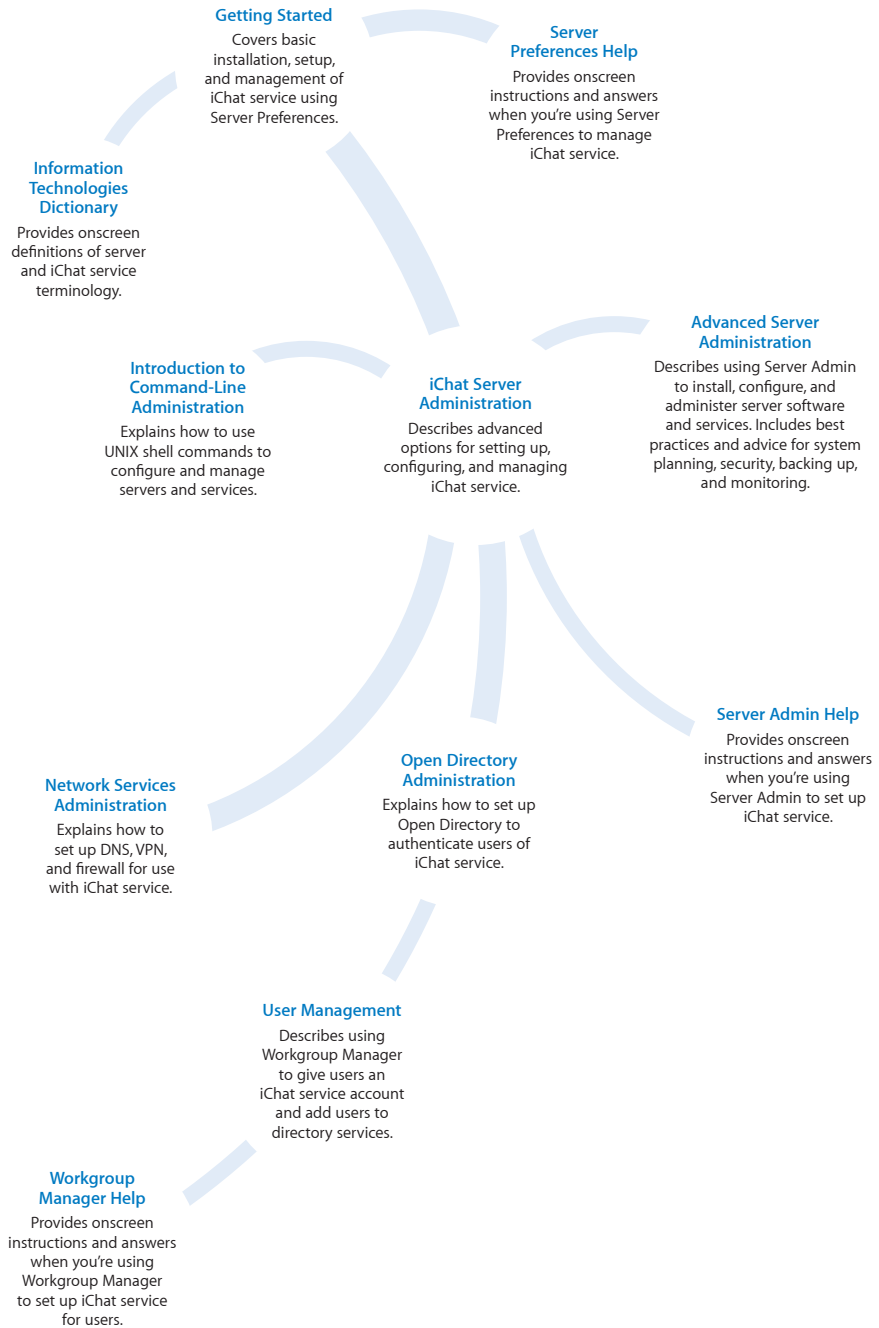 Getting Started
Covers basic
installation, setup,
and management of
iChat service using
Server Preferences.
Server
Preferences Help
Provides onscreen
instructions and answers
when you're using Server
Preferences to manage
iChat service.
Information
Technologies
Dictionary
Provides onscreen
definitions of server
and iChat service
terminology.
Introduction to
Command-Line
Administration
Explains how to use
UNIX shell commands to
configure and manage
servers and services.
iChat Server
Administration
Describes advanced
options for setting up,
configuring, and managing
iChat service.
Advanced Server
Administration
Describes using Server Admin
to install, configure, and
administer server software
and services. Includes best
practices and advice for system
planning, security, backing up,
and monitoring.
Network Services
Administration
Explains how to
set up DNS, VPN,
and firewall for use
with iChat service.
Open Directory
Administration
Explains how to set up
Open Directory to
authenticate users of
iChat service.
Server Admin Help
Provides onscreen
instructions and answers
when you're using
Server Admin to set up
iChat service.
User Management
Describes using
Workgroup Manager
to give users an
iChat service account
and add users to
directory services.
Workgroup
Manager Help
Provides onscreen
instructions and answers
when you're using
Workgroup Manager
to set up iChat service
for users.